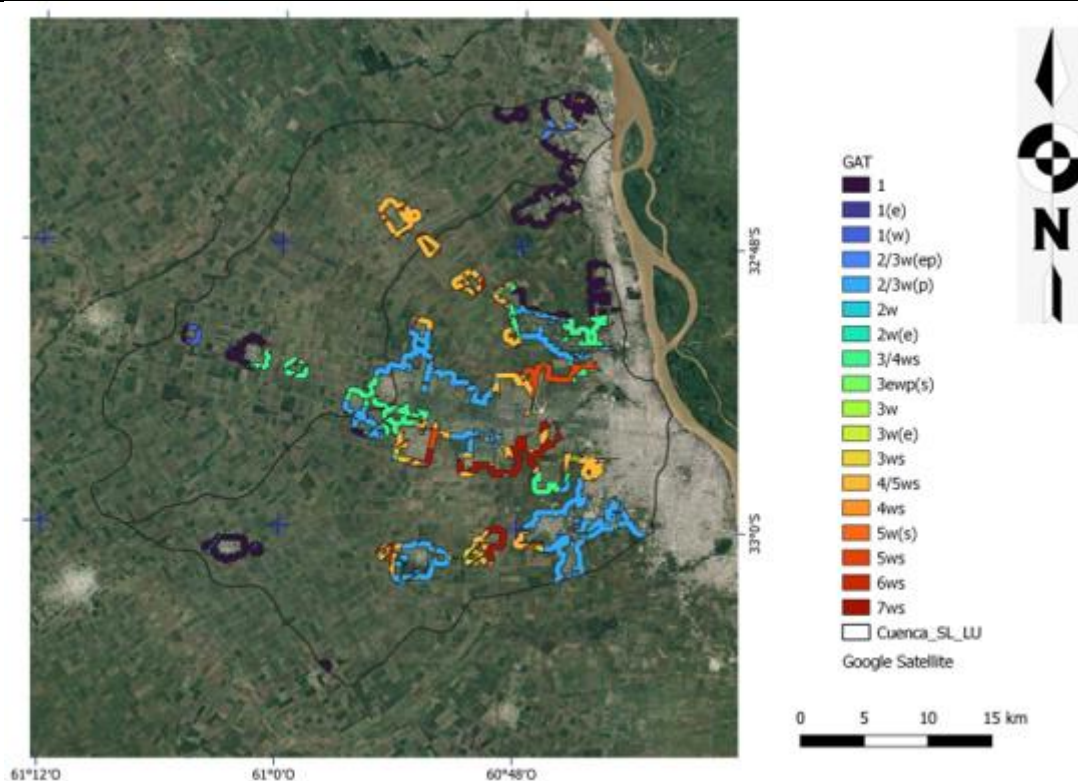 N
32°48'S
33°0'S
61°12'O
61°0'O
60°48'O
GAT
1
1(e)
1(w)
2/3w(ep)
2/3w(p)
2w
2w(e)
3/4ws
3ewp(s)
3w
3w(e)
3ws
4/5ws
4ws
5w(s)
5ws
6ws
7ws
Cuenca_SL_LU
Google Satellite
0 5 10 15 km